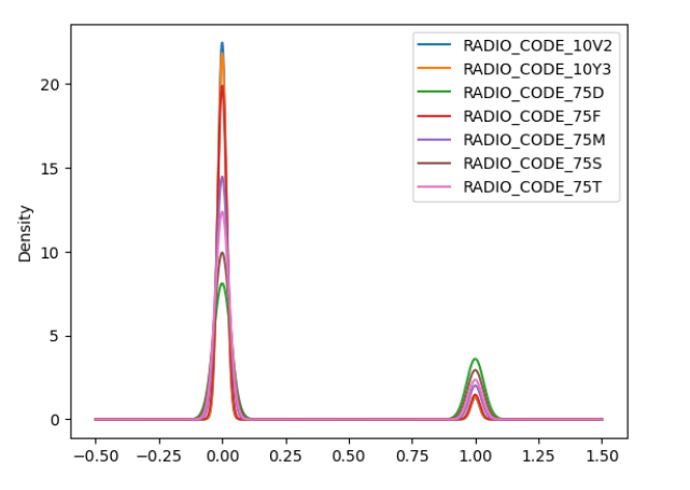 RADIO_CODE_10V2
RADIO_CODE_10Y3
RADIO_CODE_75D
RADIO_CODE_75F
RADIO_CODE_75M
RADIO_CODE_75S
RADIO_CODE_75T
Density
20
15
10
5
0
−0.50 −0.25 0.00 0.25 0.50 0.75 1.00 1.25 1.50